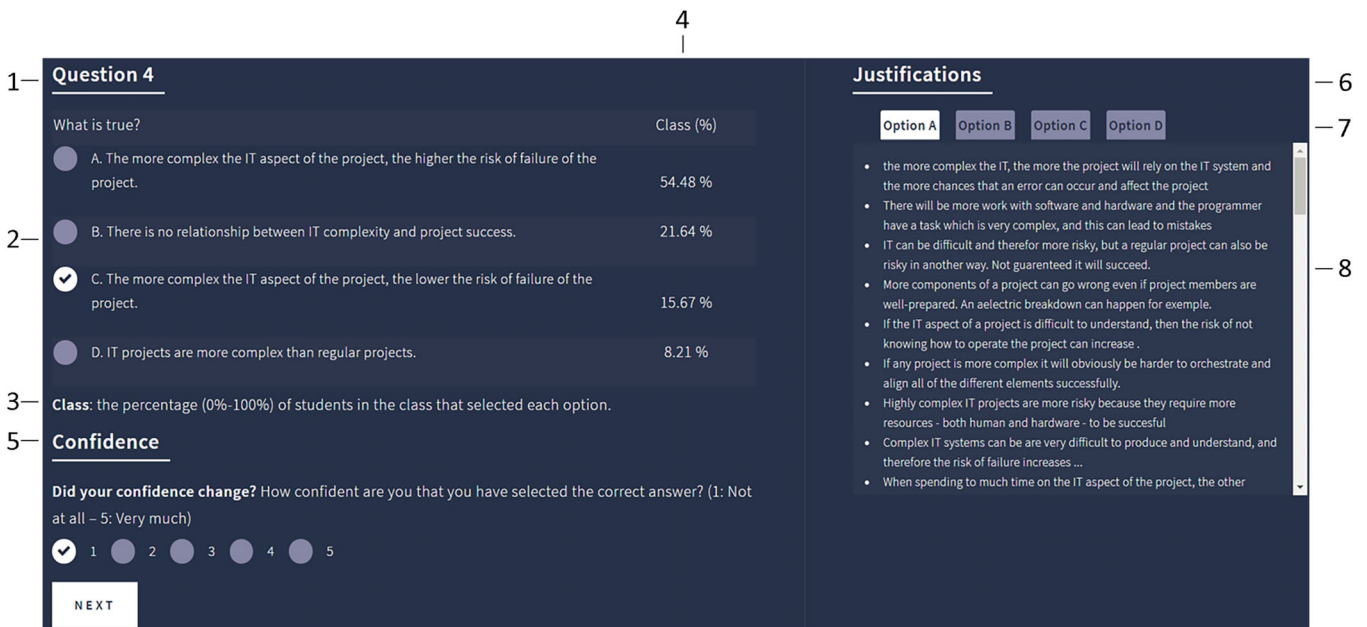 4
1
Question 4
What is true?
Class (%)
A. The more complex the IT aspect of the project, the higher the risk of failure of the
project.
54.48 %
2
B. There is no relationship between IT complexity and project success.
21.64 %
C. The more complex the IT aspect of the project, the lower the risk of failure of the
project.
15.67 %
D. IT projects are more complex than regular projects.
8.21 %
3
Class: the percentage (0%-100%) of students in the class that selected each option.
5
Confidence
Did your confidence change? How confident are you that you have selected the correct answer? (1: Not
at all – 5: Very much)
1 2 3 4 5
NEXT
Justifications
6
Option A Option B Option C Option D
7
the more complex the IT, the more the project will rely on the IT system and
the more chances that an error can occur and affect the project
There will be more work with software and hardware and the programmer
have a task which is very complex, and this can lead to mistakes
IT can be difficult and therefor more risky, but a regular project can also be
risky in another way. Not guarenteed it will succeed.
8
More components of a project can go wrong even if project members are
well-prepared. An aelectric breakdown can happen for exemple.
If the IT aspect of a project is difficult to understand, then the risk of not
knowing how to operate the project can increase .
If any project is more complex it will obviously be harder to orchestrate and
align all of the different elements successfully.
Highly complex IT projects are more risky because they require more
resources - both human and hardware - to be succesful
Complex IT systems can be are very difficult to produce and understand, and
therefore the risk of failure increases ...
When spending to much time on the IT aspect of the project, the other